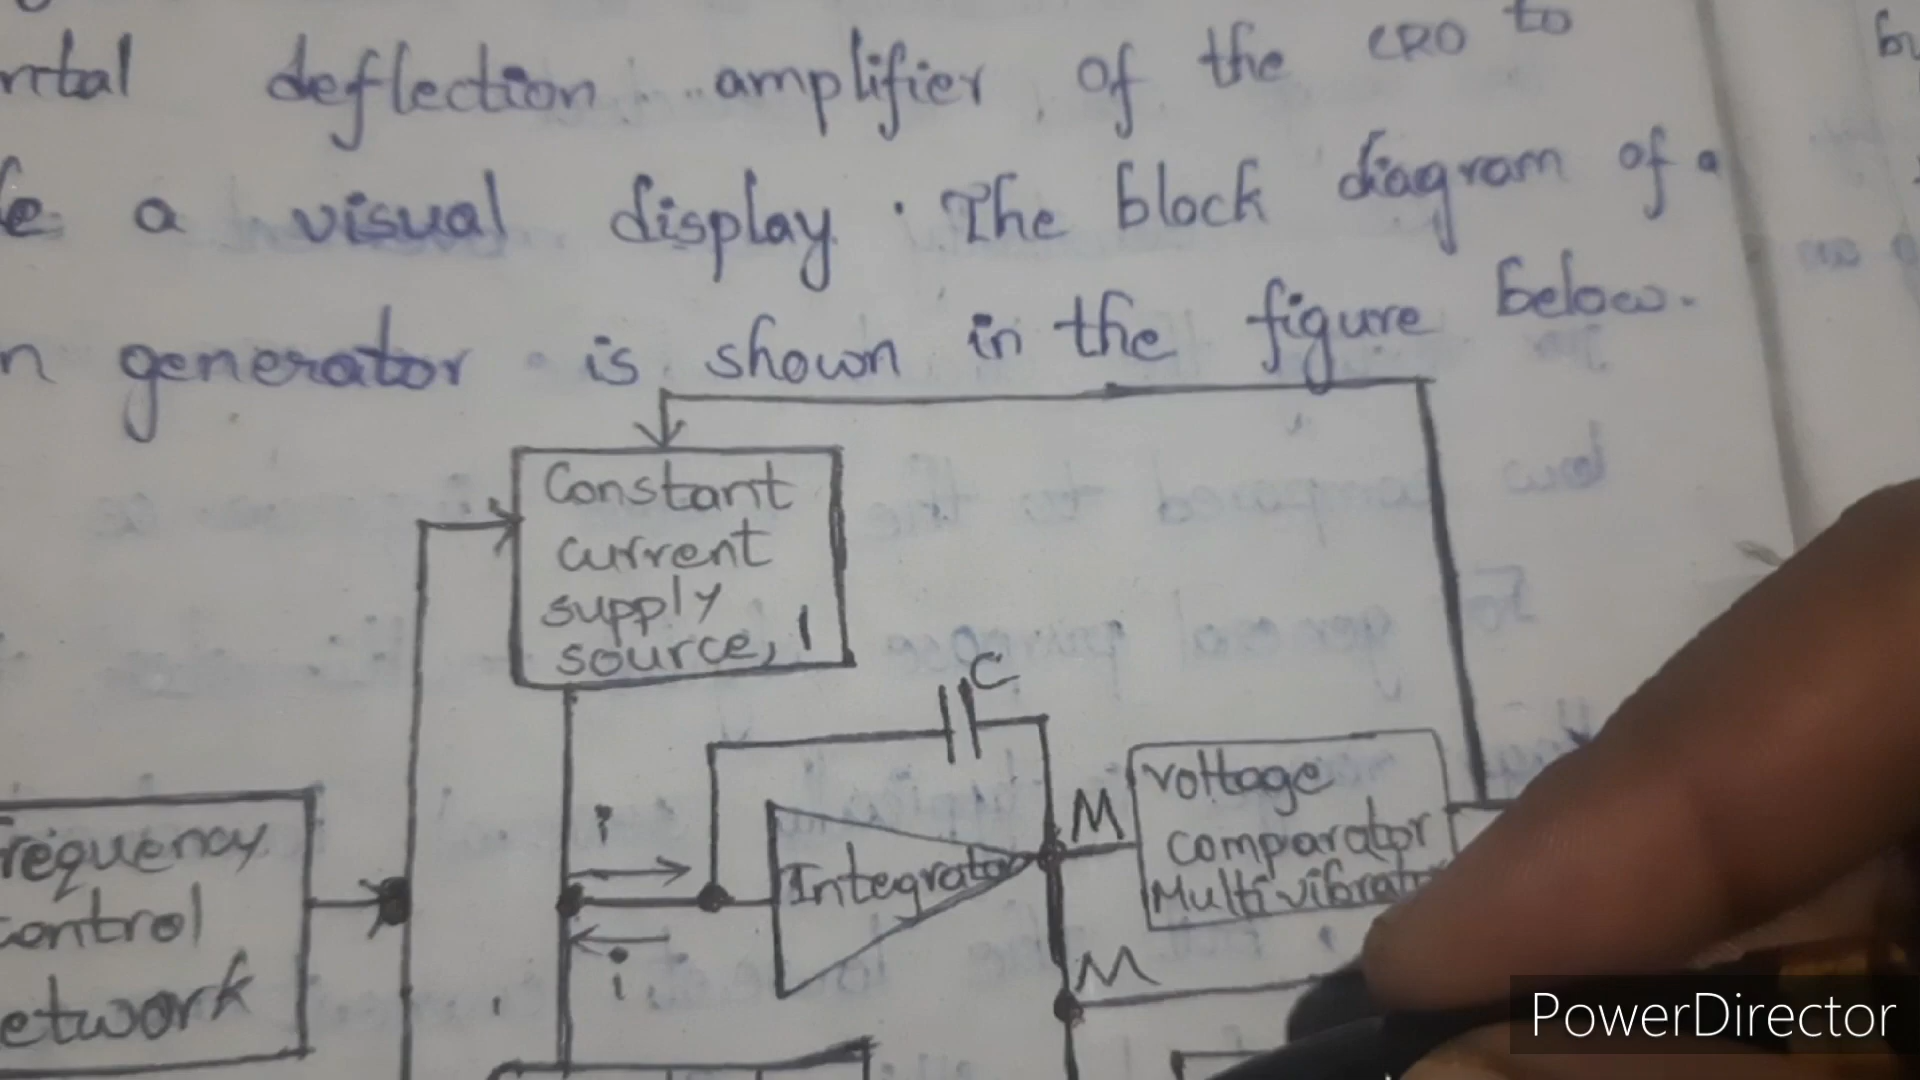 deflection amplifier of the CRO to
a visual display. The block diagram of a
generator is shown in the figure below.
Constant
current
supply
source, I
C
i
Integrator
i
M
voltage
comparator
M
requency
control
etwork
PowerDirector